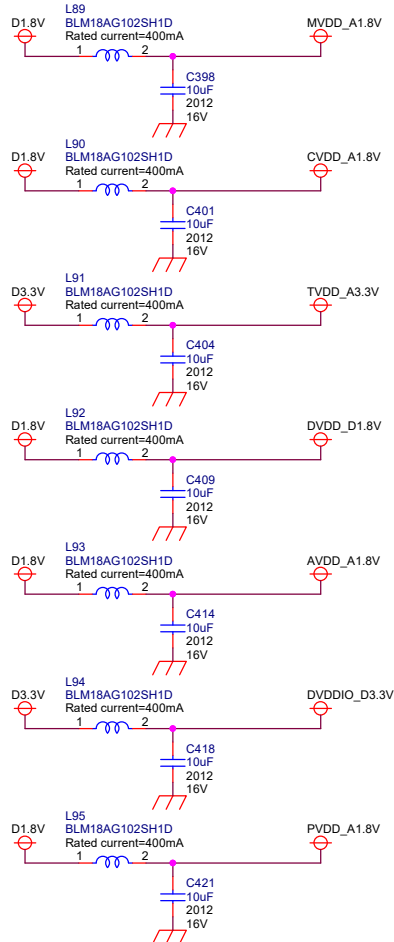 L89
D1.8V BLM18AG102SH1D MVDD_A1.8V
Rated current=400mA
1 2
C398
10uF
2012
16V
L90
D1.8V BLM18AG102SH1D CVDD_A1.8V
Rated current=400mA
1 2
C401
10uF
2012
16V
L91
D3.3V BLM18AG102SH1D TVDD_A3.3V
Rated current=400mA
1 2
C404
10uF
2012
16V
L92
D1.8V BLM18AG102SH1D DVDD_D1.8V
Rated current=400mA
1 2
C409
10uF
2012
16V
L93
D1.8V BLM18AG102SH1D AVDD_A1.8V
Rated current=400mA
1 2
C414
10uF
2012
16V
L94
D3.3V BLM18AG102SH1D DVDDIO_D3.3V
Rated current=400mA
1 2
C418
10uF
2012
16V
L95
D1.8V BLM18AG102SH1D PVDD_A1.8V
Rated current=400mA
1 2
C421
10uF
2012
16V